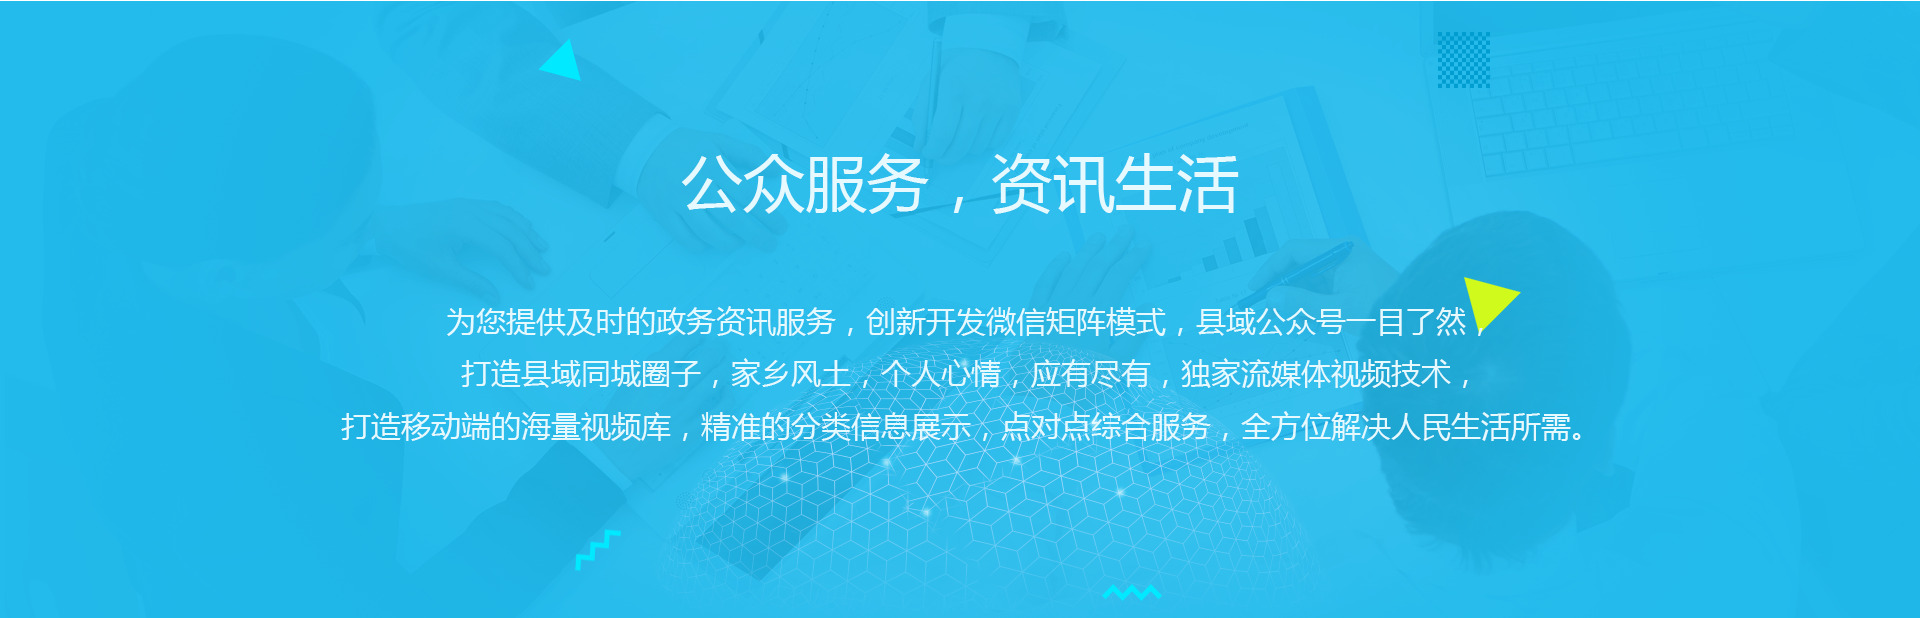 公众服务，资讯生活
为您提供及时的政务资讯服务，创新开发微信矩阵模式，县域公众号一目了然，
打造县域同城圈子，家乡风土，个人心情，应有尽有，独家流媒体视频技术，
打造移动端的海量视频库，精准的分类信息展示，点对点综合服务，全方位解决人民生活所需。